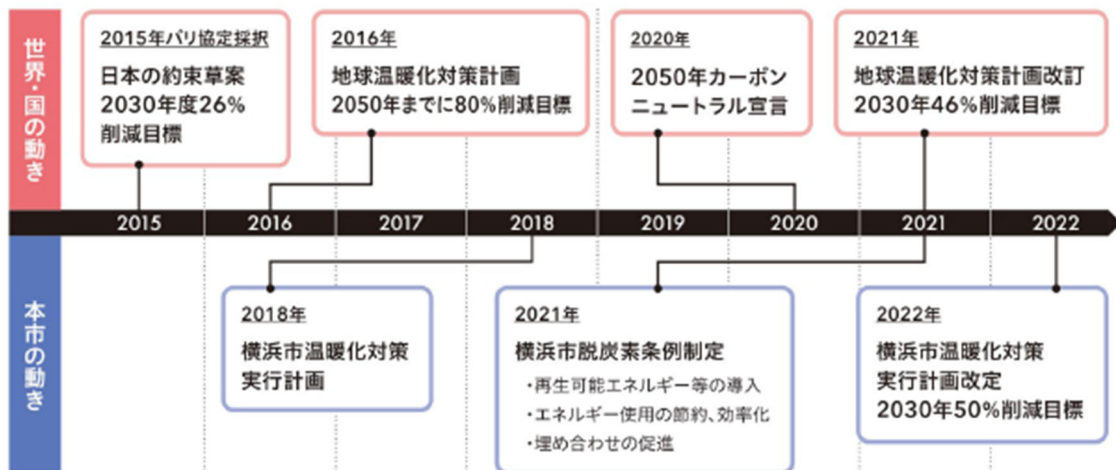 世界・国の動き
2015年パリ協定採択
日本の約束草案
2030年度26%
削減目標
2016年
地球温暖化対策計画
2050年までに80%削減目標
2020年
2050年カーボン
ニュートラル宣言
2021年
地球温暖化対策計画改訂
2030年46%削減目標
2015
2016
2017
2018
2019
2020
2021
2022
本市の動き
2018年
横浜市温暖化対策
実行計画
2021年
横浜市脱炭素条例制定
・再生可能エネルギー等の導入
・エネルギー使用の節約、効率化
・埋め合わせの促進
2022年
横浜市温暖化対策
実行計画改定
2030年50%削減目標